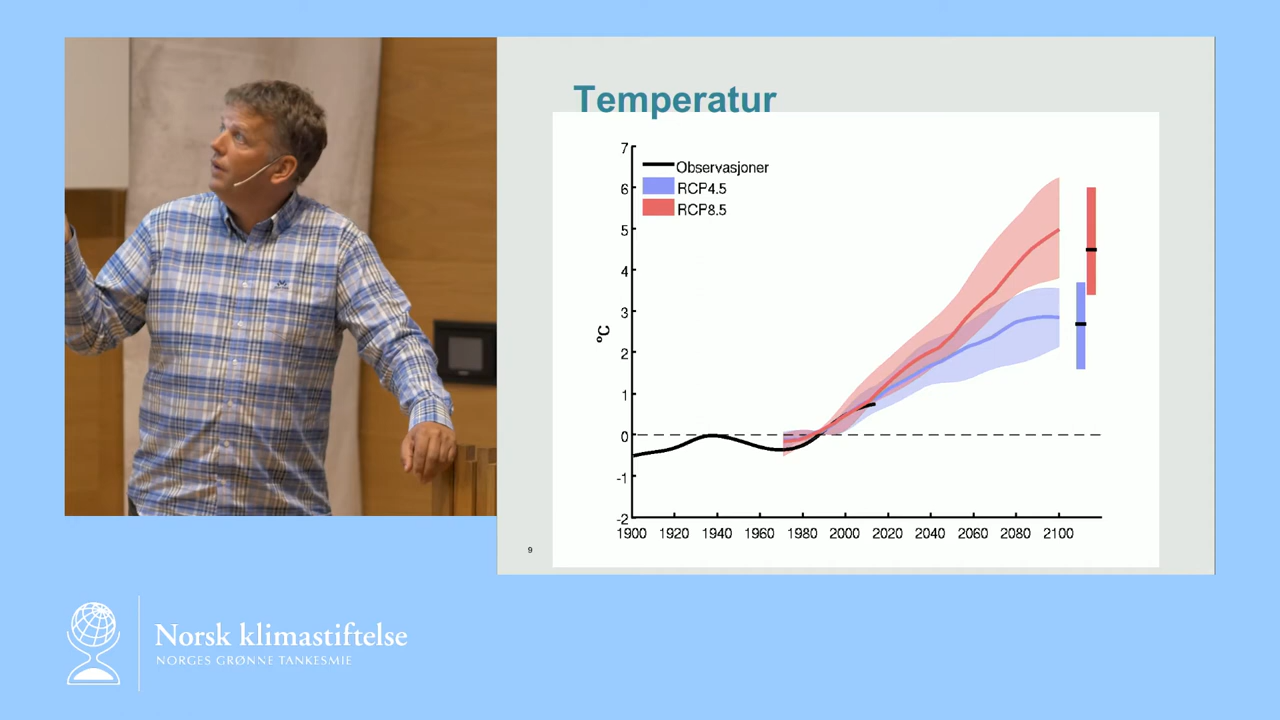 Temperatur
7
6
5
4
3
2
1
0
-1
-2
°C
Observasjoner
RCP4.5
RCP8.5
1900 1920 1940 1960 1980 2000 2020 2040 2060 2080 2100
9
Norsk klimastiftelse
NORGES GRØNNE TANKESMIE